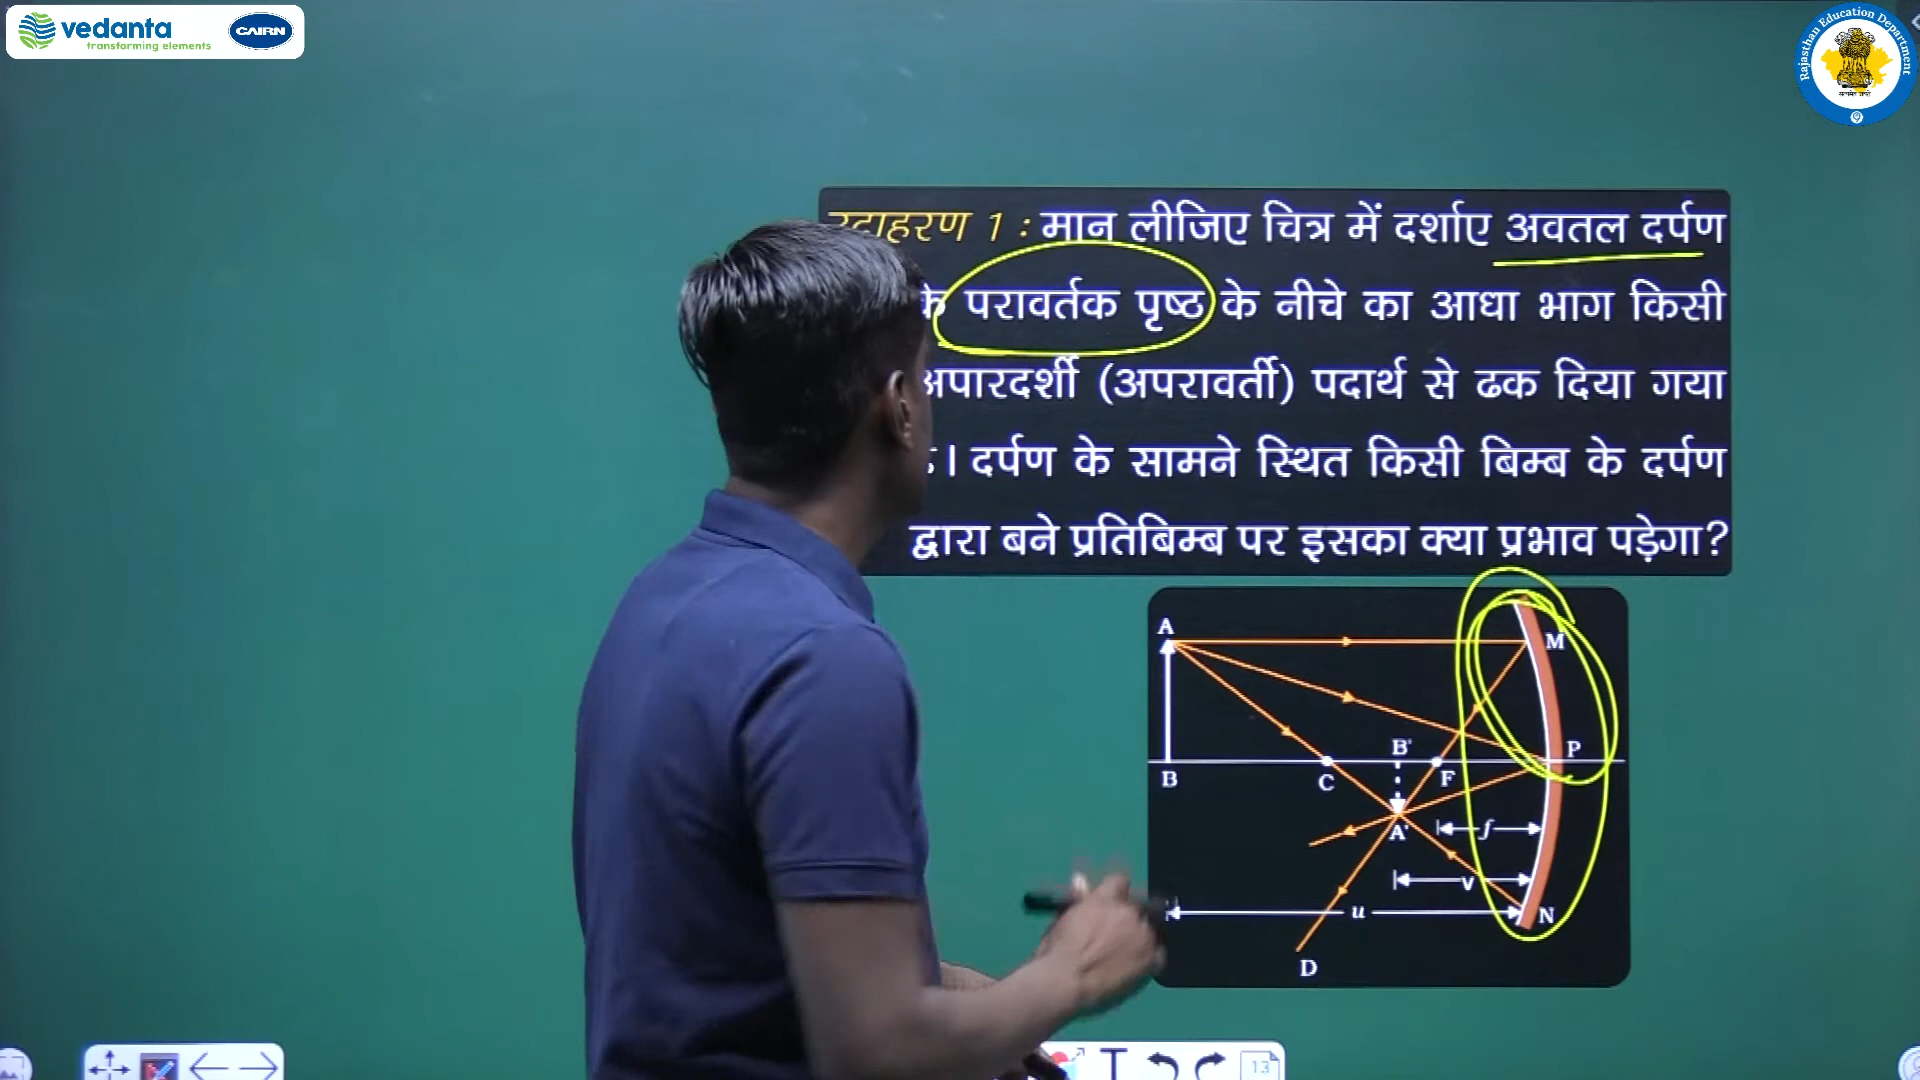 vedanta
transforming elements
CAIRN
Rajasthan Education Department
उदाहरण 1 : मान लीजिए चित्र में दर्शाए अवतल दर्पण
के परावर्तक पृष्ठ के नीचे का आधा भाग किसी
अपारदर्शी (अपरावर्ती) पदार्थ से ढक दिया गया
। दर्पण के सामने स्थित किसी बिम्ब के दर्पण
द्वारा बने प्रतिबिम्ब पर इसका क्या प्रभाव पड़ेगा?
A
M
B'
P
B
C
F
A'
f
v
u
N
D
T
13